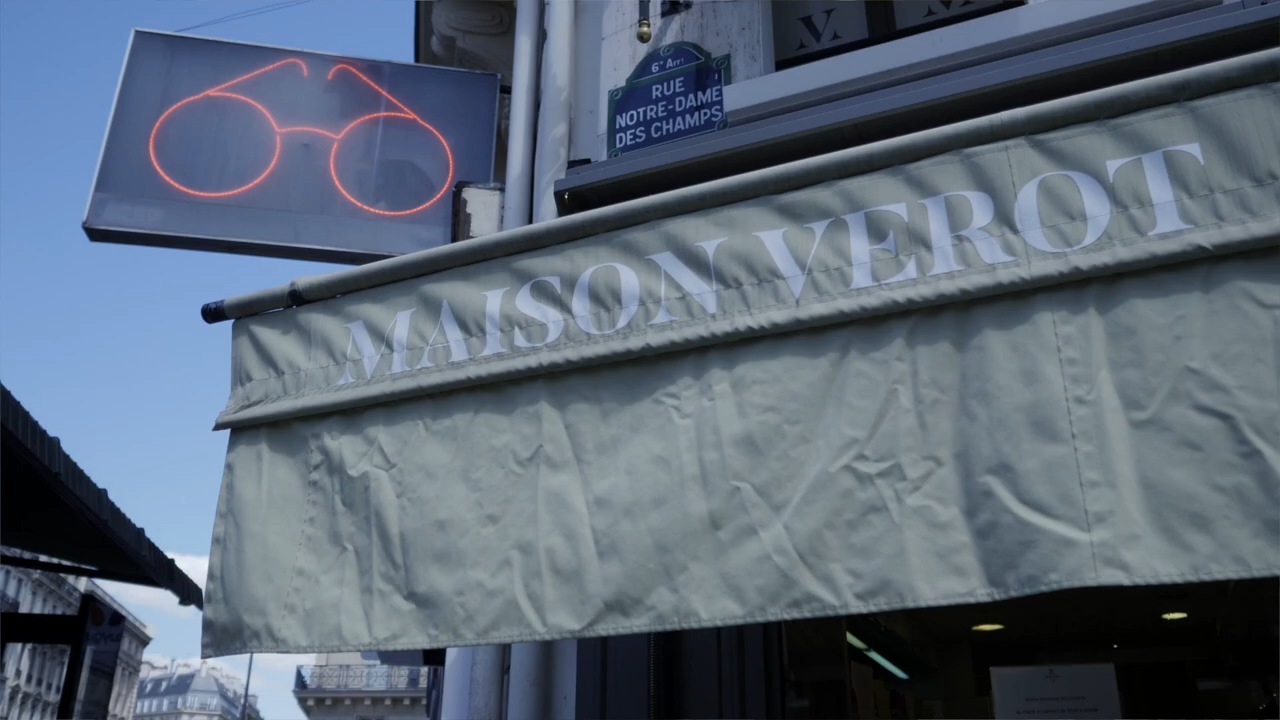 6e Arrt
RUE
NOTRE-DAME
DES CHAMPS
V
MAISON VEROT